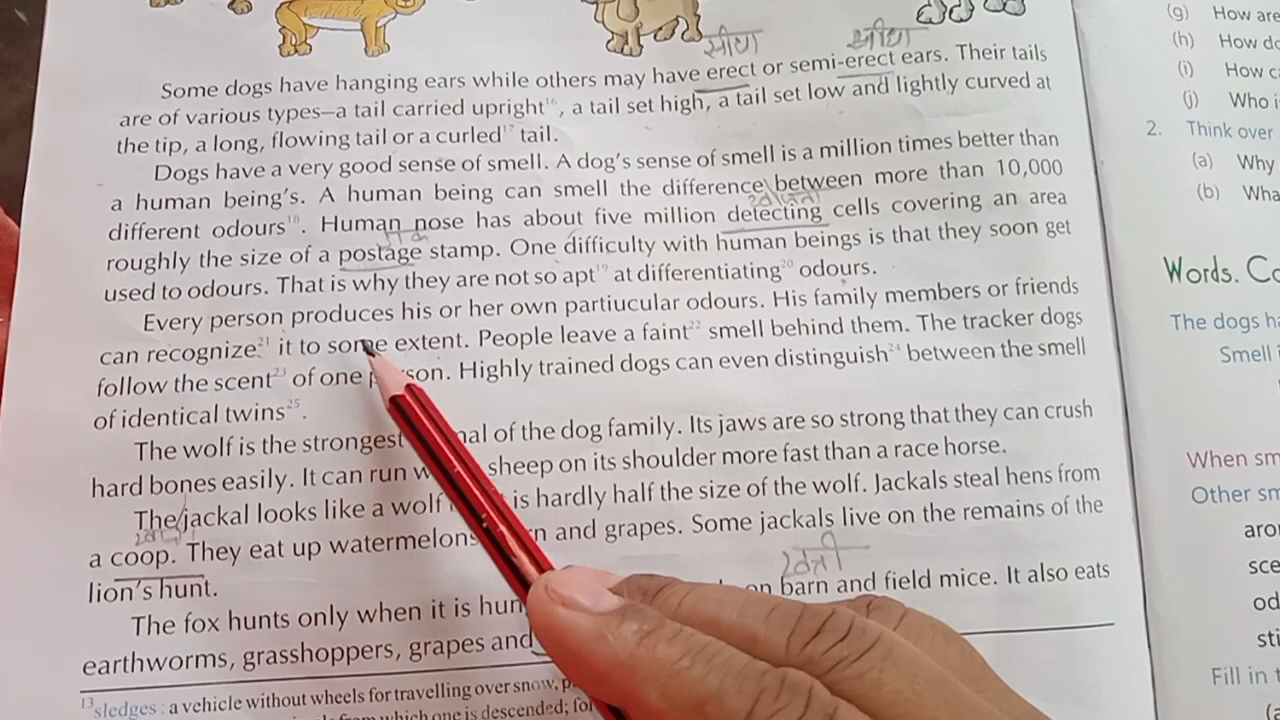 सीधा सीधा
Some dogs have hanging ears while others may have erect or semi-erect ears. Their tails
are of various types—a tail carried upright¹⁶, a tail set high, a tail set low and lightly curved at
the tip, a long, flowing tail or a curled¹⁷ tail.
Dogs have a very good sense of smell. A dog's sense of smell is a million times better than
a human being's. A human being can smell the difference between more than 10,000
different odours¹⁸. Human nose has about five million detecting cells covering an area
roughly the size of a postage stamp. One difficulty with human beings is that they soon get
used to odours. That is why they are not so apt¹⁹ at differentiating²⁰ odours.
Every person produces his or her own partiucular odours. His family members or friends
can recognize²¹ it to some extent. People leave a faint²² smell behind them. The tracker dogs
follow the scent²³ of one son. Highly trained dogs can even distinguish²⁴ between the smell
of identical twins²⁵.
The wolf is the strongest of the dog family. Its jaws are so strong that they can crush
hard bones easily. It can run sheep on its shoulder more fast than a race horse.
The jackal looks like a wolf is hardly half the size of the wolf. Jackals steal hens from
a coop. They eat up watermelons and grapes. Some jackals live on the remains of the
lion's hunt.
The fox hunts only when it is barn and field mice. It also eats
earthworms, grasshoppers, grapes and
¹³sledges : a vehicle without wheels for travelling over snow,
which one is descended;
(g) How are
(h) How
(i) How
(j) Who
2. Think over
(a) Why
(b)
Words.
The dogs
Smell
When
Other
Fill in